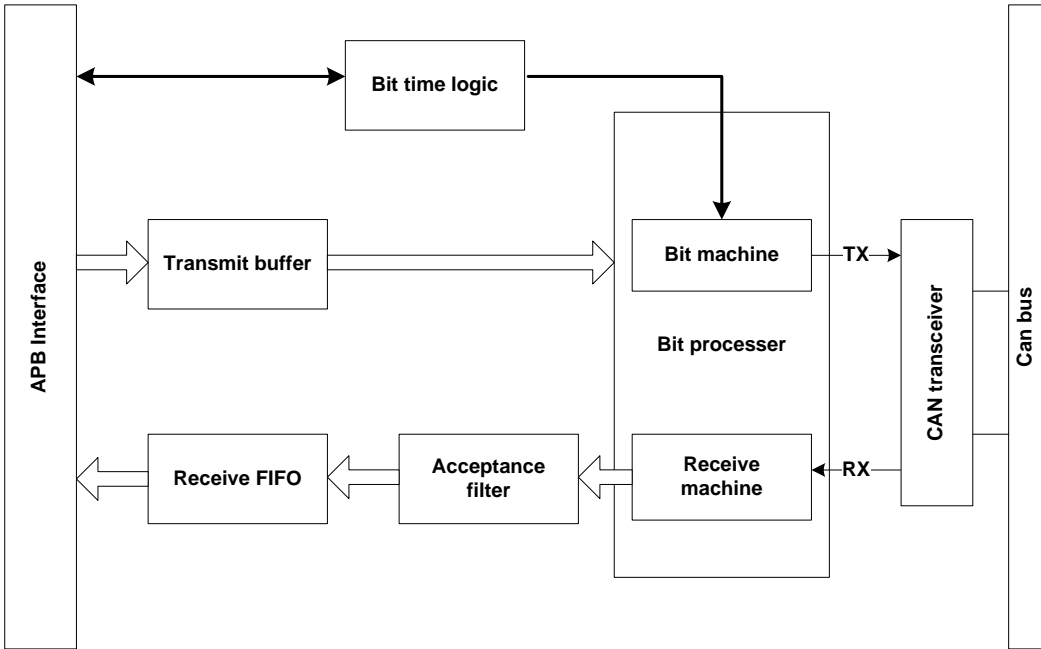 Bit time logic
APB Interface
Transmit buffer
Bit machine
TX
Bit processer
CAN transceiver
Can bus
Receive FIFO
Acceptance
filter
Receive
machine
RX